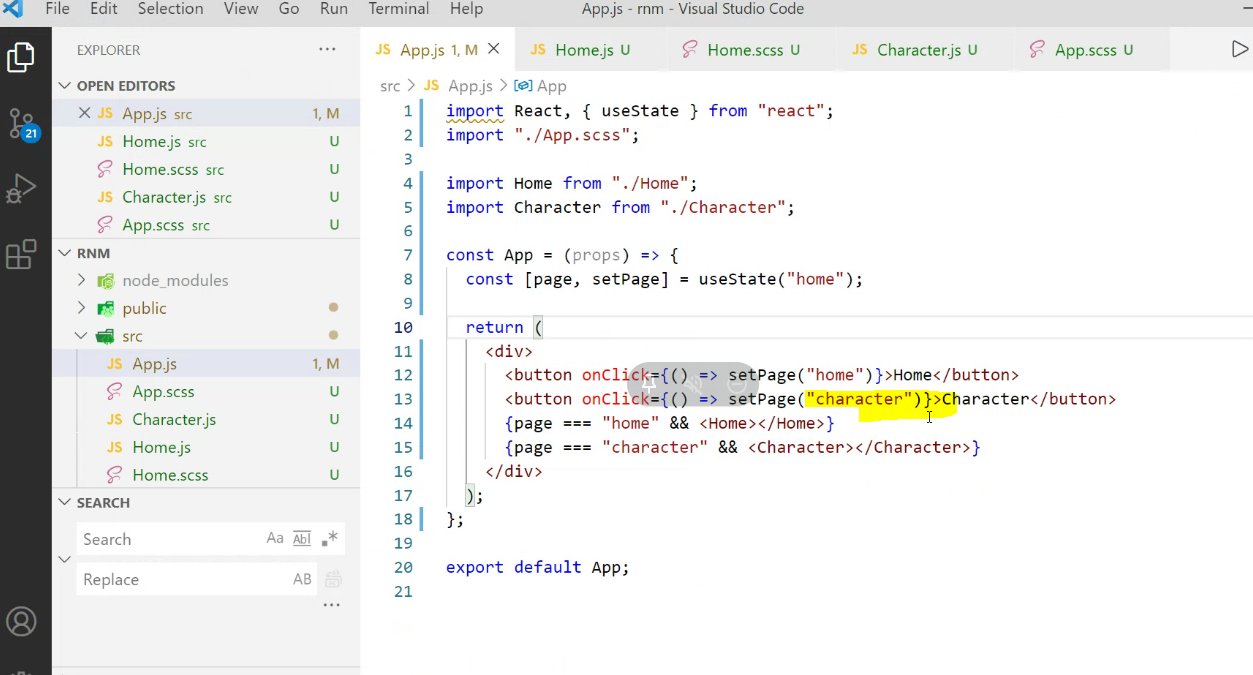 File Edit Selection View Go Run Terminal Help App.js - rnm - Visual Studio Code
EXPLORER ...
JS App.js 1, M
JS Home.js U
Home.scss U
JS Character.js U
App.scss U
OPEN EDITORS
JS App.js src 1, M
JS Home.js src U
Home.scss src U
JS Character.js src U
App.scss src U
RNM
node_modules
public
src
JS App.js 1, M
App.scss U
JS Character.js U
JS Home.js U
Home.scss U
SEARCH
Search Aa Abl .*
Replace AB
...
21
src > JS App.js > App
1 import React, { useState } from "react";
2 import "./App.scss";
3
4 import Home from "./Home";
5 import Character from "./Character";
6
7 const App = (props) => {
8 const [page, setPage] = useState("home");
9
10 return (
11 <div>
12 <button onClick={() => setPage("home")}>Home</button>
13 <button onClick={() => setPage("character")}>Character</button>
14 {page === "home" && <Home></Home>}
15 {page === "character" && <Character></Character>}
16 </div>
17 );
18 };
19
20 export default App;
21